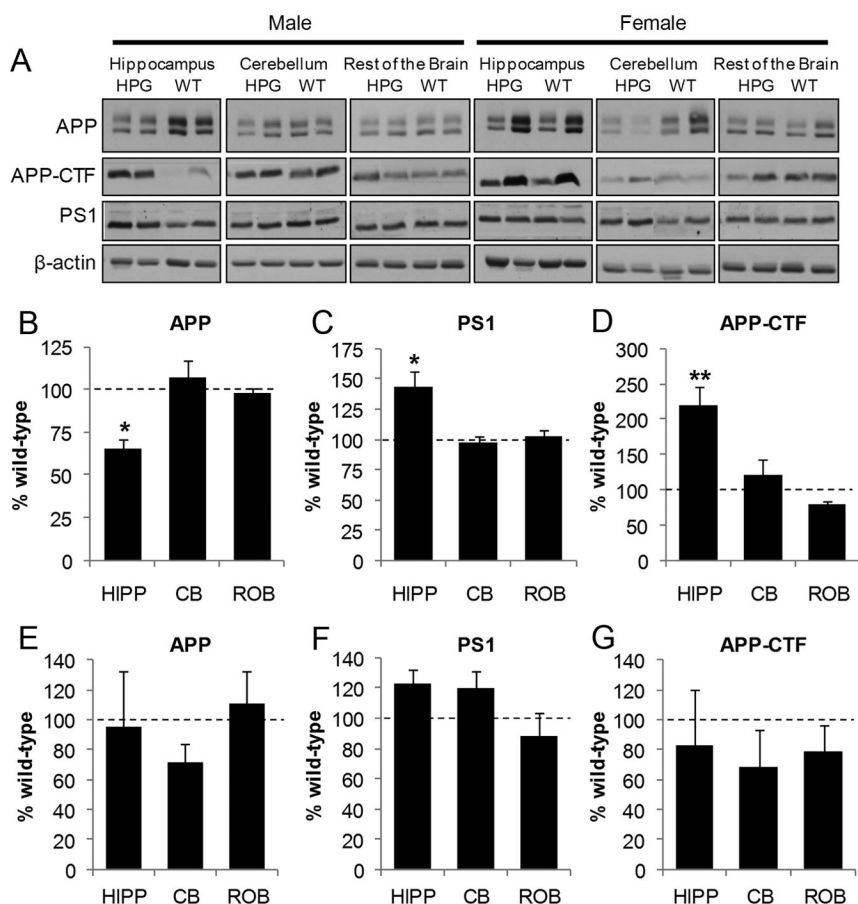 Male Female
A
Hippocampus Cerebellum Rest of the Brain Hippocampus Cerebellum Rest of the Brain
HPG WT HPG WT HPG WT HPG WT HPG WT HPG WT
APP
APP-CTF
PS1
β-actin
B APP
% wild-type
125
100
75
50
25
0
*
HIPP CB ROB
C PS1
% wild-type
175
150
125
100
75
50
25
0
*
HIPP CB ROB
D APP-CTF
% wild-type
300
250
200
150
100
50
0
**
HIPP CB ROB
E APP
% wild-type
140
120
100
80
60
40
20
0
HIPP CB ROB
F PS1
% wild-type
140
120
100
80
60
40
20
0
HIPP CB ROB
G APP-CTF
% wild-type
140
120
100
80
60
40
20
0
HIPP CB ROB